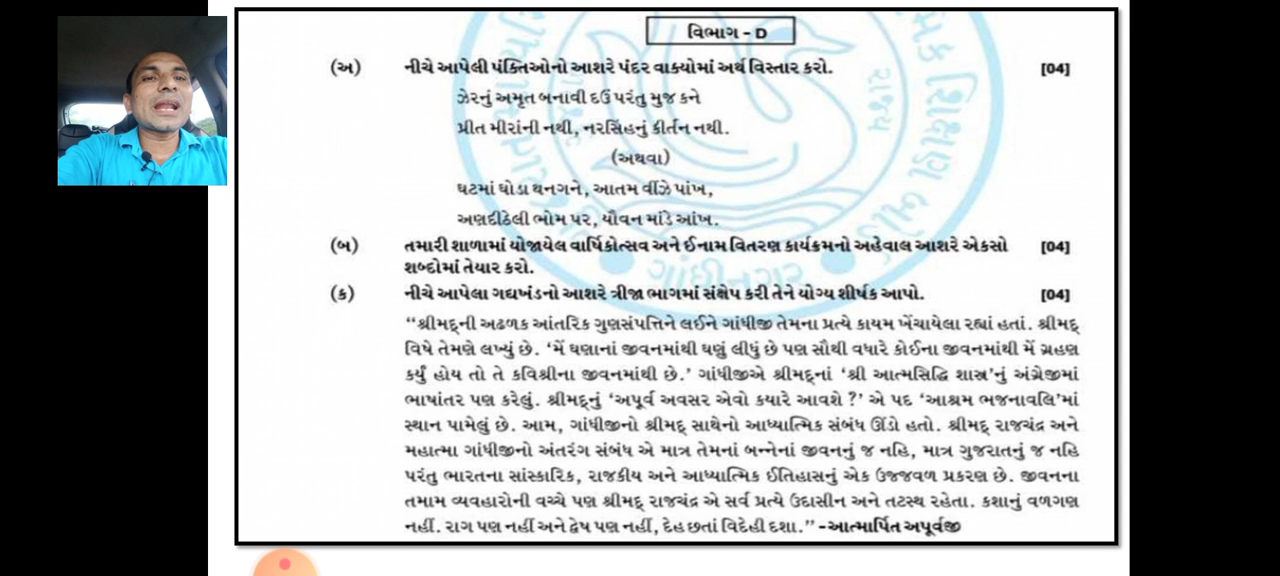 વિભાગ - D
(અ) નીચે આપેલી પંક્તિઓનો આશરે પંદર વાક્યોમાં અર્થ વિસ્તાર કરો. [04]
ઝેરનું અમૃત બનાવી દઉં પરંતુ મુજ કને
પ્રીત મીરાંની નથી, નરસિંહનું કીર્તન નથી.
(અથવા)
ઘટમાં ઘોડા થનગને, આતમ વીંઝે પાંખ,
અણદીઠેલી ભોમ પર, યૌવન માંડે આંખ.
(બ) તમારી શાળામાં યોજાયેલ વાર્ષિકોત્સવ અને ઈનામ વિતરણ કાર્યક્રમનો અહેવાલ આશરે એકસો [04]
શબ્દોમાં તૈયાર કરો.
(ક) નીચે આપેલા ગદ્યખંડનો આશરે ત્રીજા ભાગમાં સંક્ષેપ કરી તેને યોગ્ય શીર્ષક આપો. [04]
“શ્રીમદ્‌ની અઢળક આંતરિક ગુણસંપત્તિને લઈને ગાંધીજી તેમના પ્રત્યે કાયમ ખેંચાયેલા રહ્યાં હતાં. શ્રીમદ્
વિષે તેમણે લખ્યું છે. ‘મેં ઘણાનાં જીવનમાંથી ઘણું લીધું છે પણ સૌથી વધારે કોઈના જીવનમાંથી મેં ગ્રહણ
કર્યું હોય તો તે કવિશ્રીના જીવનમાંથી છે.’ ગાંધીજીએ શ્રીમદ્‌નાં ‘શ્રી આત્મસિદ્ધિ શાસ્ત્ર’નું અંગ્રેજીમાં
ભાષાંતર પણ કરેલું. શ્રીમદ્‌નું ‘અપૂર્વ અવસર એવો કયારે આવશે ?’ એ પદ ‘આશ્રમ ભજનાવલિ’માં
સ્થાન પામેલું છે. આમ, ગાંધીજીનો શ્રીમદ્ સાથેનો આધ્યાત્મિક સંબંધ ઊંડો હતો. શ્રીમદ્ રાજચંદ્ર અને
મહાત્મા ગાંધીજીનો અંતરંગ સંબંધ એ માત્ર તેમનાં બન્નેનાં જીવનનું જ નહિ, માત્ર ગુજરાતનું જ નહિ
પરંતુ ભારતના સાંસ્કારિક, રાજકીય અને આધ્યાત્મિક ઈતિહાસનું એક ઉજ્જવળ પ્રકરણ છે. જીવનના
તમામ વ્યવહારોની વચ્ચે પણ શ્રીમદ્ રાજચંદ્ર એ સર્વ પ્રત્યે ઉદાસીન અને તટસ્થ રહેતા. કશાનું વળગણ
નહીં. રાગ પણ નહીં અને દ્વેષ પણ નહીં, દેહ છતાં વિદેહી દશા.” -આત્માર્પિત અપૂર્વજી
ગાંધીનગર
રાજ્ય
શિક્ષણ બોર્ડ